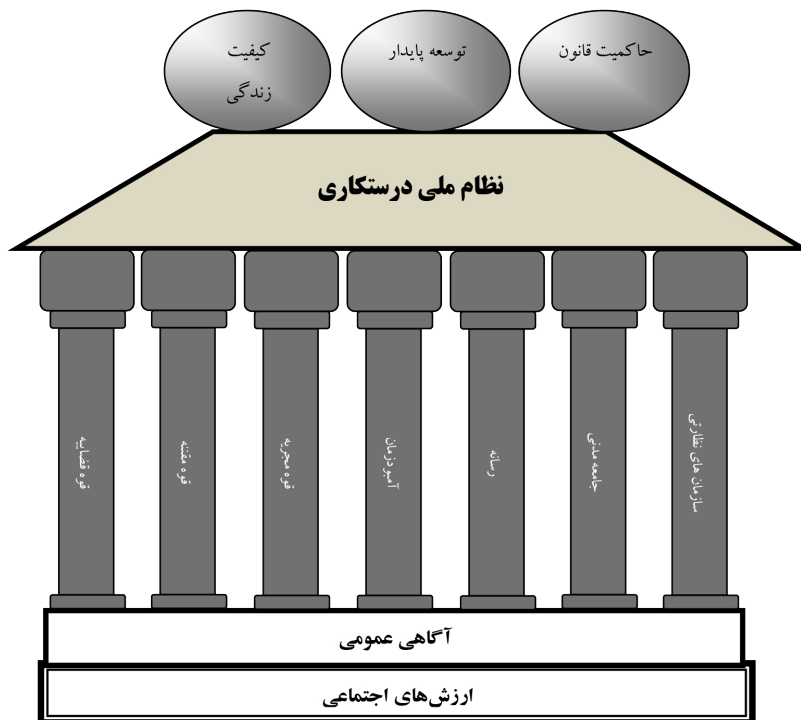 حاکمیت قانون
توسعه پایدار
کیفیت
زندگی
نظام ملی درستکاری
سازمان های نظارتی
جامعه مدنی
رسانه
آمبودزمان
قوه مجریه
قوه مقننه
قوه قضاییه
آگاهی عمومی
ارزش‌های اجتماعی